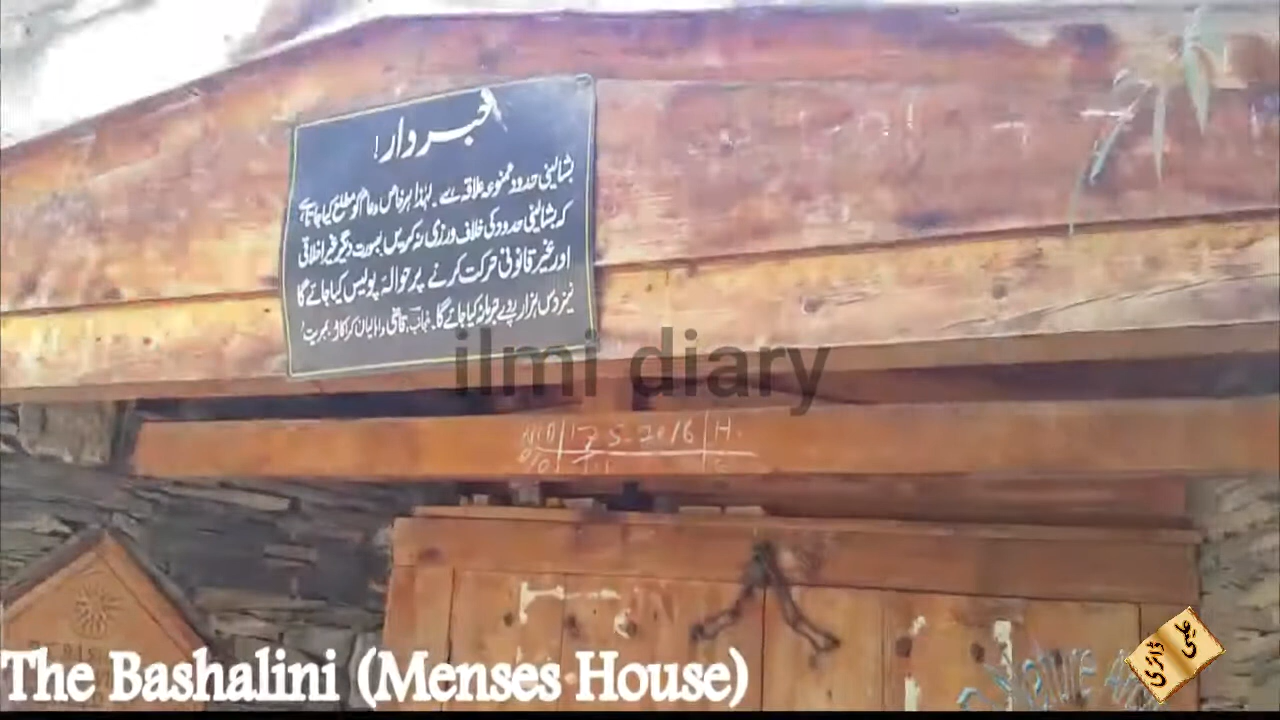 خبردار!
بشالینی حدود ممنوعہ علاقہ ہے۔ لہٰذا ہر خاص و عام کو مطلع کیا جاتا ہے
کہ بشالینی حدود کی خلاف ورزی نہ کریں بصورت دیگر غیر اخلاقی
اور غیر قانونی حرکت کرنے پر حوالہ پولیس کیا جائے گا
نیز دس ہزار روپے جرمانہ کیا جائے گا۔ منجانب: قاضی و اہلیان کراکاڑ، بمبریت
ilmi diary
17 5-2016 H.
The Bashalini (Menses House)
علمی ڈائری